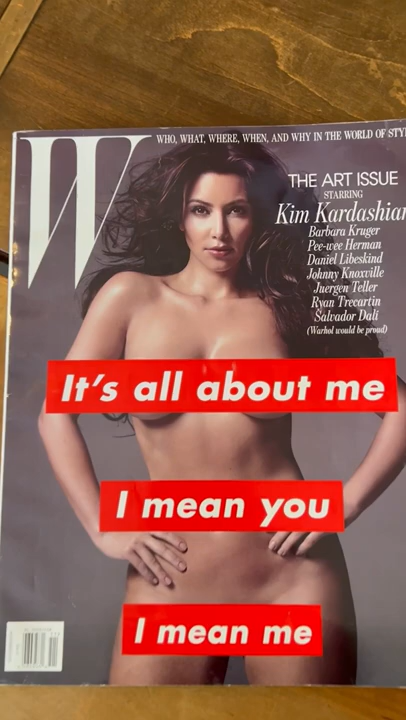 W
WHO, WHAT, WHERE, WHEN, AND WHY IN THE WORLD OF STY
THE ART ISSUE
STARRING
Kim Kardashian
Barbara Kruger
Pee-wee Herman
Daniel Libeskind
Johnny Knoxville
Juergen Teller
Ryan Trecartin
Salvador Dalí
(Warhol would be proud)
It's all about me
I mean you
I mean me